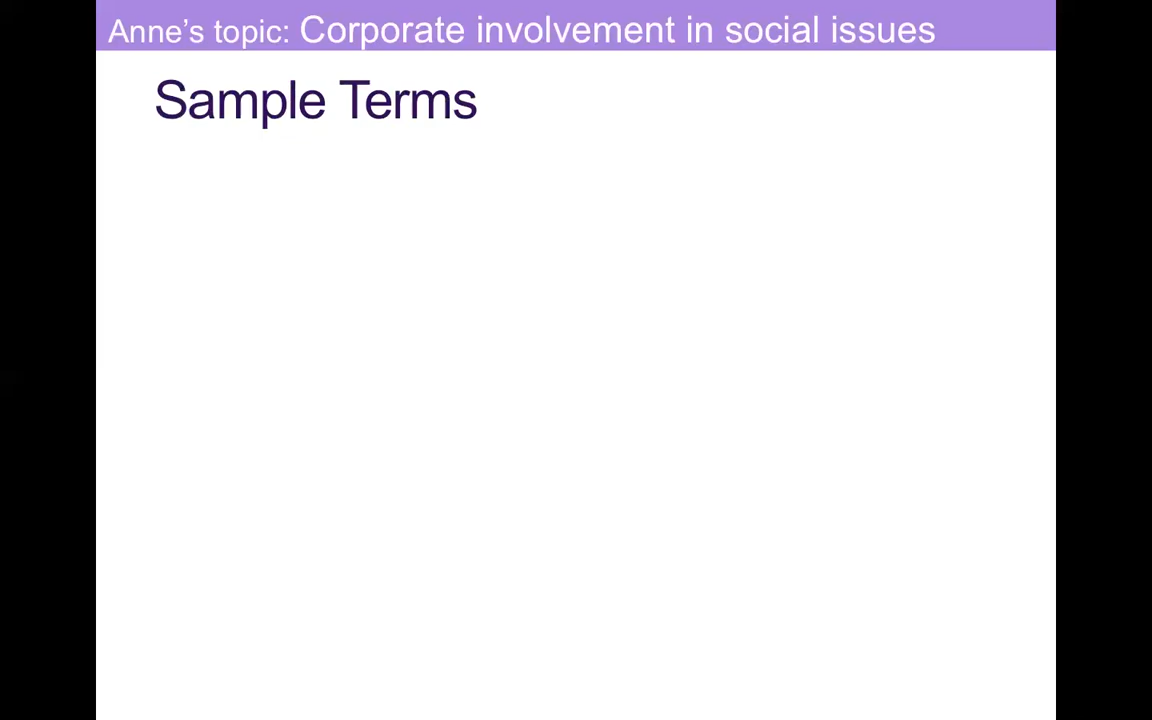 Anne’s topic: Corporate involvement in social issues
Sample Terms